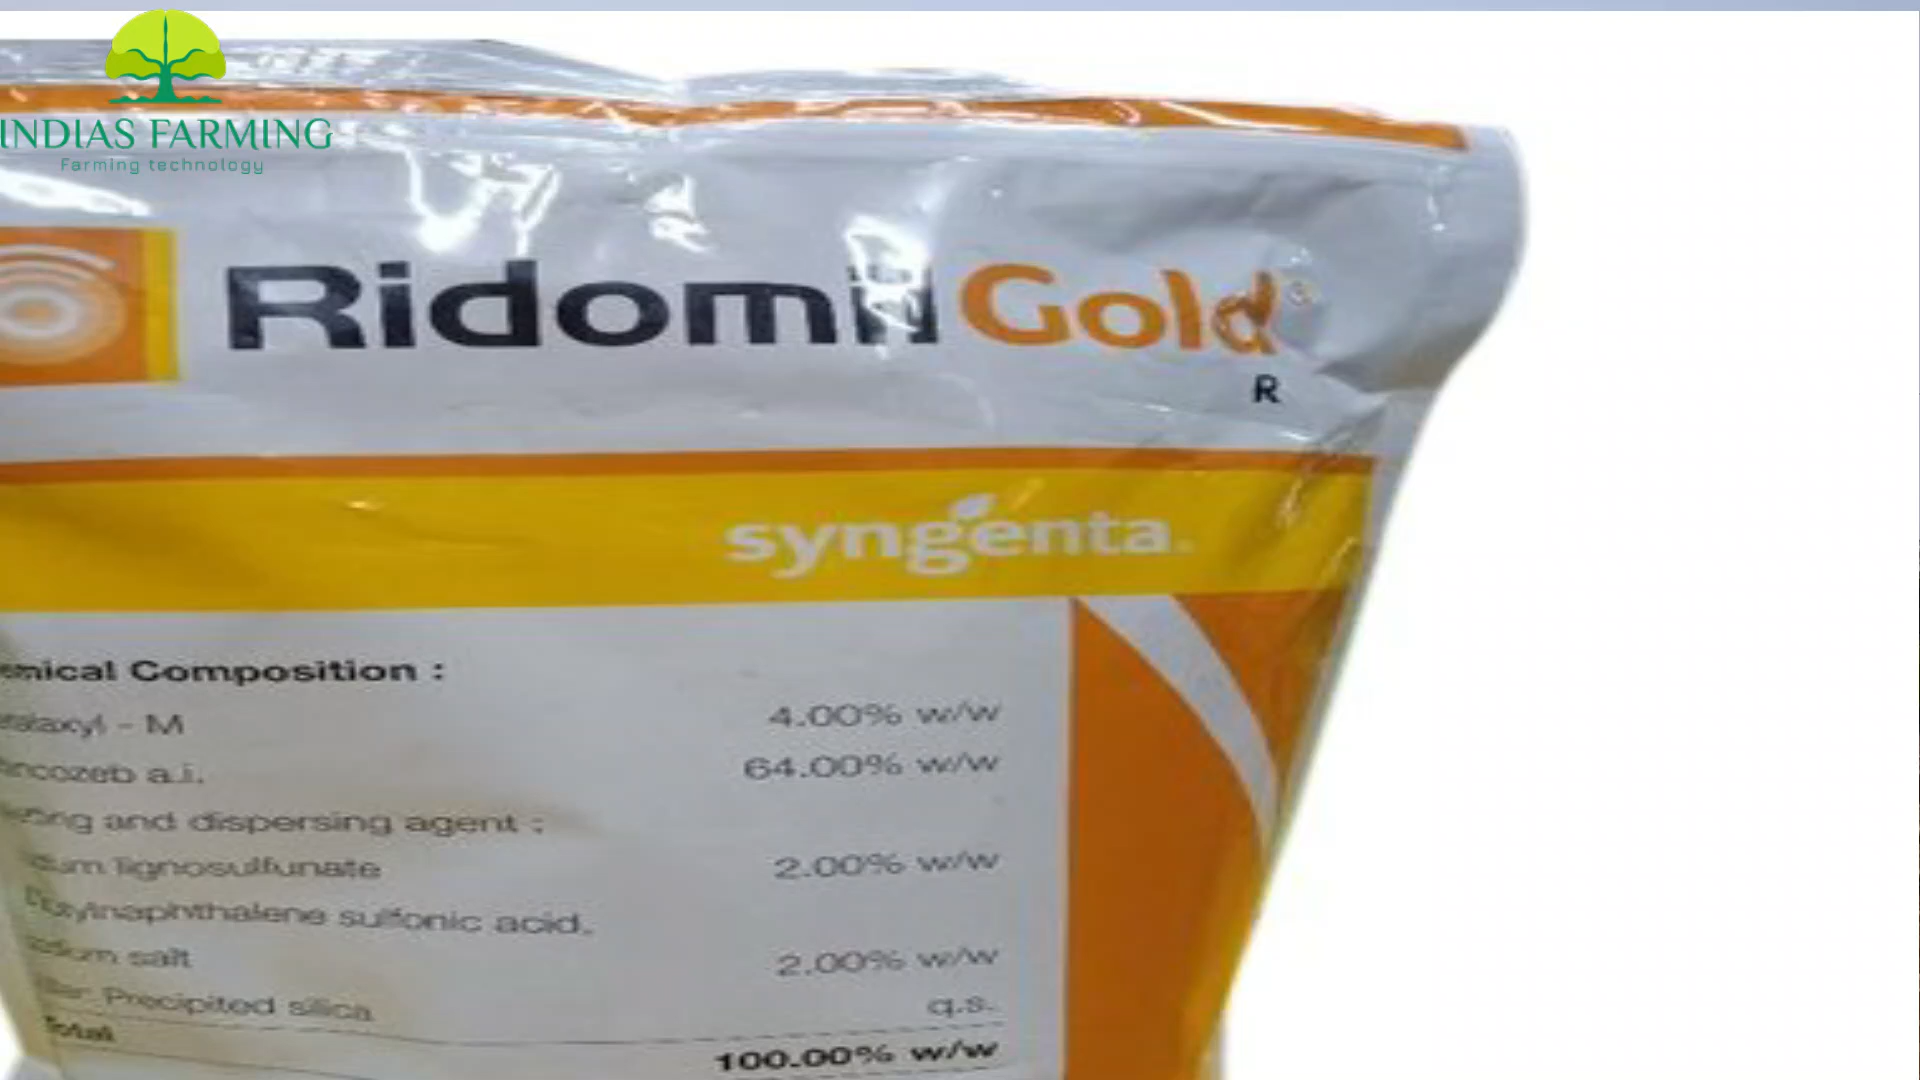 INDIAS FARMING
Farming technology
Ridomil Gold®
R
syngenta.
Composition :
- M 4.00% w/w
a.i. 64.00% w/w
and dispersing agent ;
lignosulfunate 2.00% w/w
sulfonic acid.
salt 2.00% w/w
Precipited silica q.s.
Total 100.00% w/w